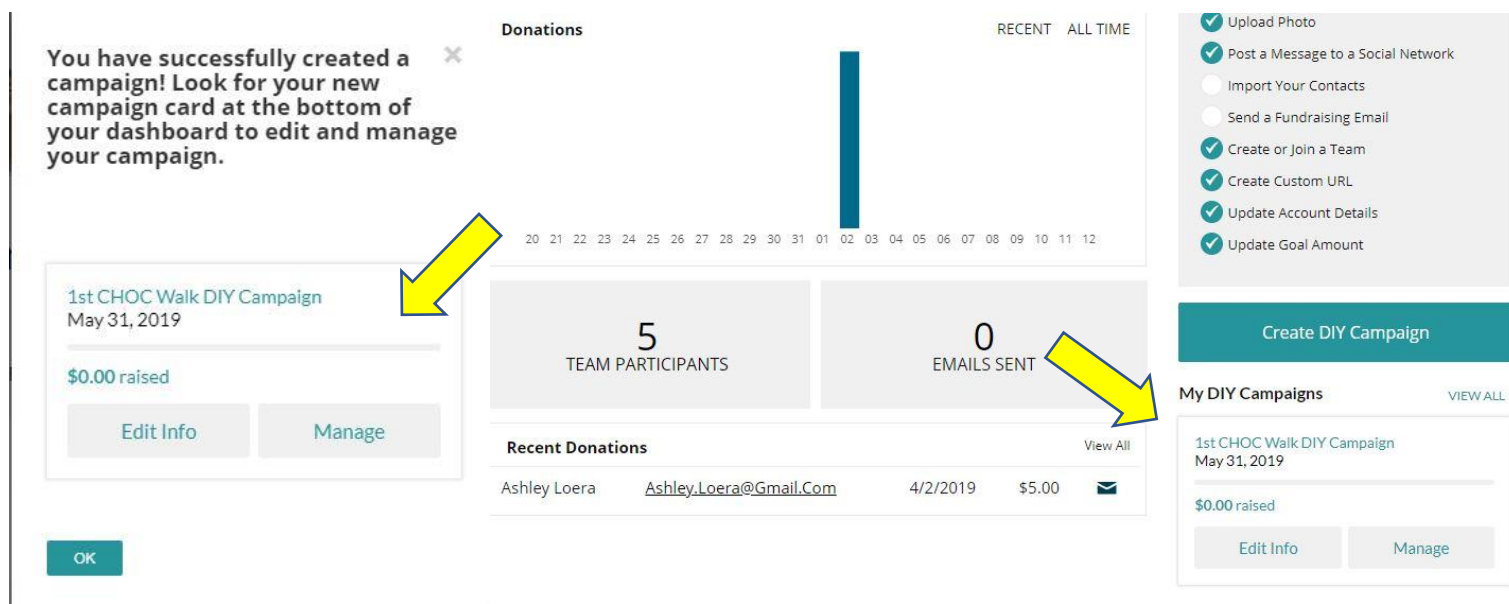 You have successfully created a
campaign! Look for your new
campaign card at the bottom of
your dashboard to edit and manage
your campaign.
1st CHOC Walk DIY Campaign
May 31, 2019
$0.00 raised
Edit Info Manage
OK
Donations RECENT ALL TIME
20 21 22 23 24 25 26 27 28 29 30 31 01 02 03 04 05 06 07 08 09 10 11 12
5
TEAM PARTICIPANTS
0
EMAILS SENT
Recent Donations View All
Ashley Loera Ashley.Loera@Gmail.Com 4/2/2019 $5.00
Upload Photo
Post a Message to a Social Network
Import Your Contacts
Send a Fundraising Email
Create or Join a Team
Create Custom URL
Update Account Details
Update Goal Amount
Create DIY Campaign
My DIY Campaigns VIEW ALL
1st CHOC Walk DIY Campaign
May 31, 2019
$0.00 raised
Edit Info Manage